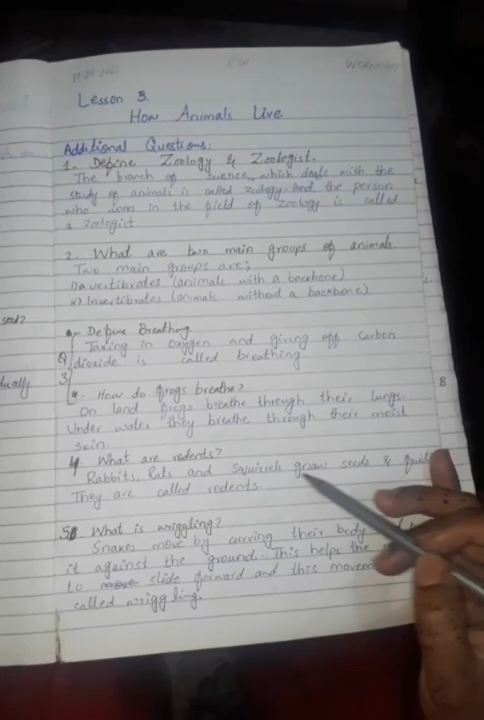 Lesson 3.
How Animals Live
Additional Questions:
1. Define Zoology & Zoologist.
The branch of science, which deals with the
study of animals is called zoology. And the person
who works in the field of zoology is called
a zoologist
2. What are two main groups of animals
Two main groups are;
vertibrates (animals with a backbone)
ii) Invertibrates (animals without a backbone)
seed?
Define Breathing
Taking in oxygen and giving off carbon
dioxide is called breathing.
Q
3
How do frogs breathe?
On land frogs breathe through their lungs.
Under water they breathe through their moist
skin.
8
4. What are rodents?
Rabbits, Rats and Squirrels gnaw seeds &
They are called rodents.
5. What is wriggling?
Snakes move by curving their body
it against the ground. This helps the
to slide forward and this
called wriggling.